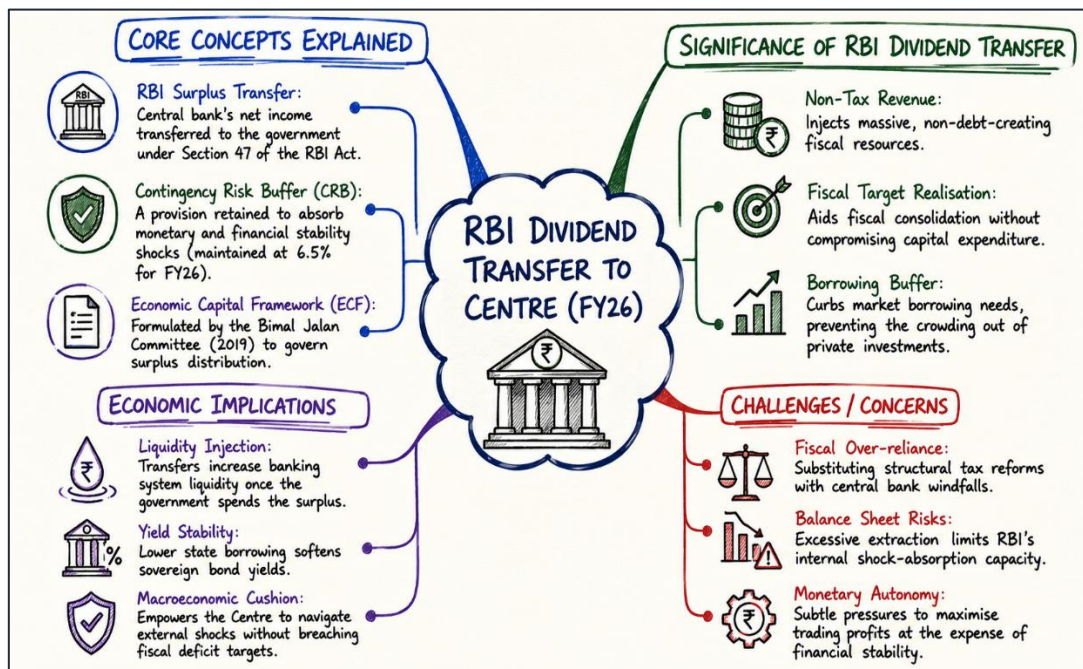 CORE CONCEPTS EXPLAINED
RBI
RBI Surplus Transfer:
Central bank's net income
transferred to the government
under Section 47 of the RBI Act.
Contingency Risk Buffer (CRB):
A provision retained to absorb
monetary and financial stability
shocks (maintained at 6.5%
for FY26).
Economic Capital Framework (ECF):
Formulated by the Bimal Jalan
Committee (2019) to govern
surplus distribution.
SIGNIFICANCE OF RBI DIVIDEND TRANSFER
₹
Non-Tax Revenue:
Injects massive, non-debt-creating
fiscal resources.
Fiscal Target Realisation:
Aids fiscal consolidation without
compromising capital expenditure.
Borrowing Buffer:
Curbs market borrowing needs,
preventing the crowding out of
private investments.
RBI DIVIDEND
TRANSFER TO
CENTRE (FY26)
₹
ECONOMIC IMPLICATIONS
₹
Liquidity Injection:
Transfers increase banking
system liquidity once the
government spends the surplus.
%
Yield Stability:
Lower state borrowing softens
sovereign bond yields.
Macroeconomic Cushion:
Empowers the Centre to navigate
external shocks without breaching
fiscal deficit targets.
CHALLENGES / CONCERNS
Fiscal Over-reliance:
Substituting structural tax reforms
with central bank windfalls.
Balance Sheet Risks:
Excessive extraction limits RBI's
internal shock-absorption capacity.
₹
Monetary Autonomy:
Subtle pressures to maximise
trading profits at the expense of
financial stability.